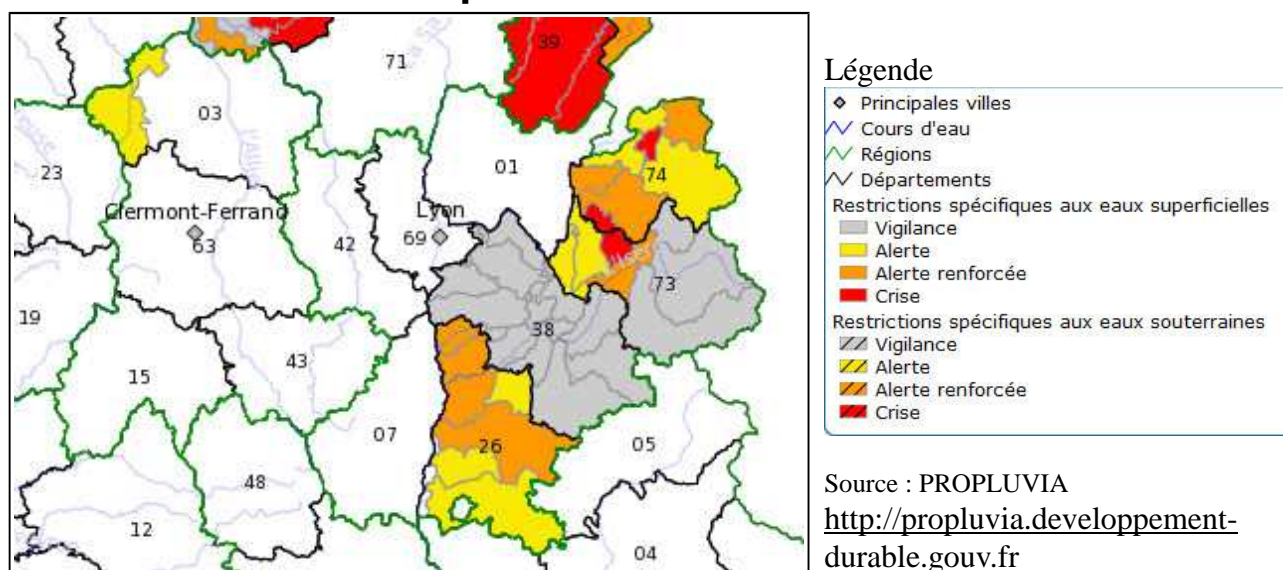 39
71
03
01
23
74
Clermont-Ferrand
Lyon
63
42
69
73
19
38
43
15
07
26
05
48
12
04
Légende
Principales villes
Cours d'eau
Régions
Départements
Restrictions spécifiques aux eaux superficielles
Vigilance
Alerte
Alerte renforcée
Crise
Restrictions spécifiques aux eaux souterraines
Vigilance
Alerte
Alerte renforcée
Crise
Source : PROPLUVIA
http://propluvia.developpement-
durable.gouv.fr